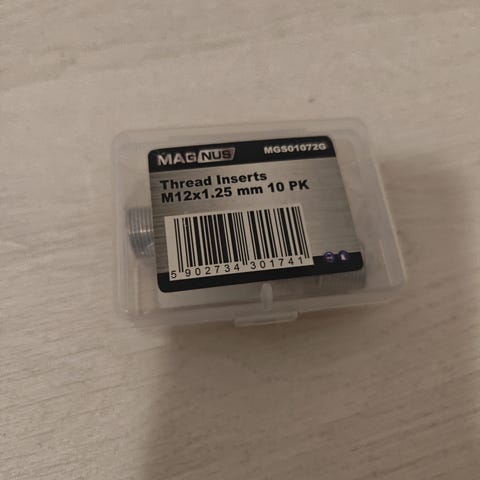 MAGNUS MGS01072G
Thread Inserts
M12x1.25 mm 10 PK
5 902734 301741